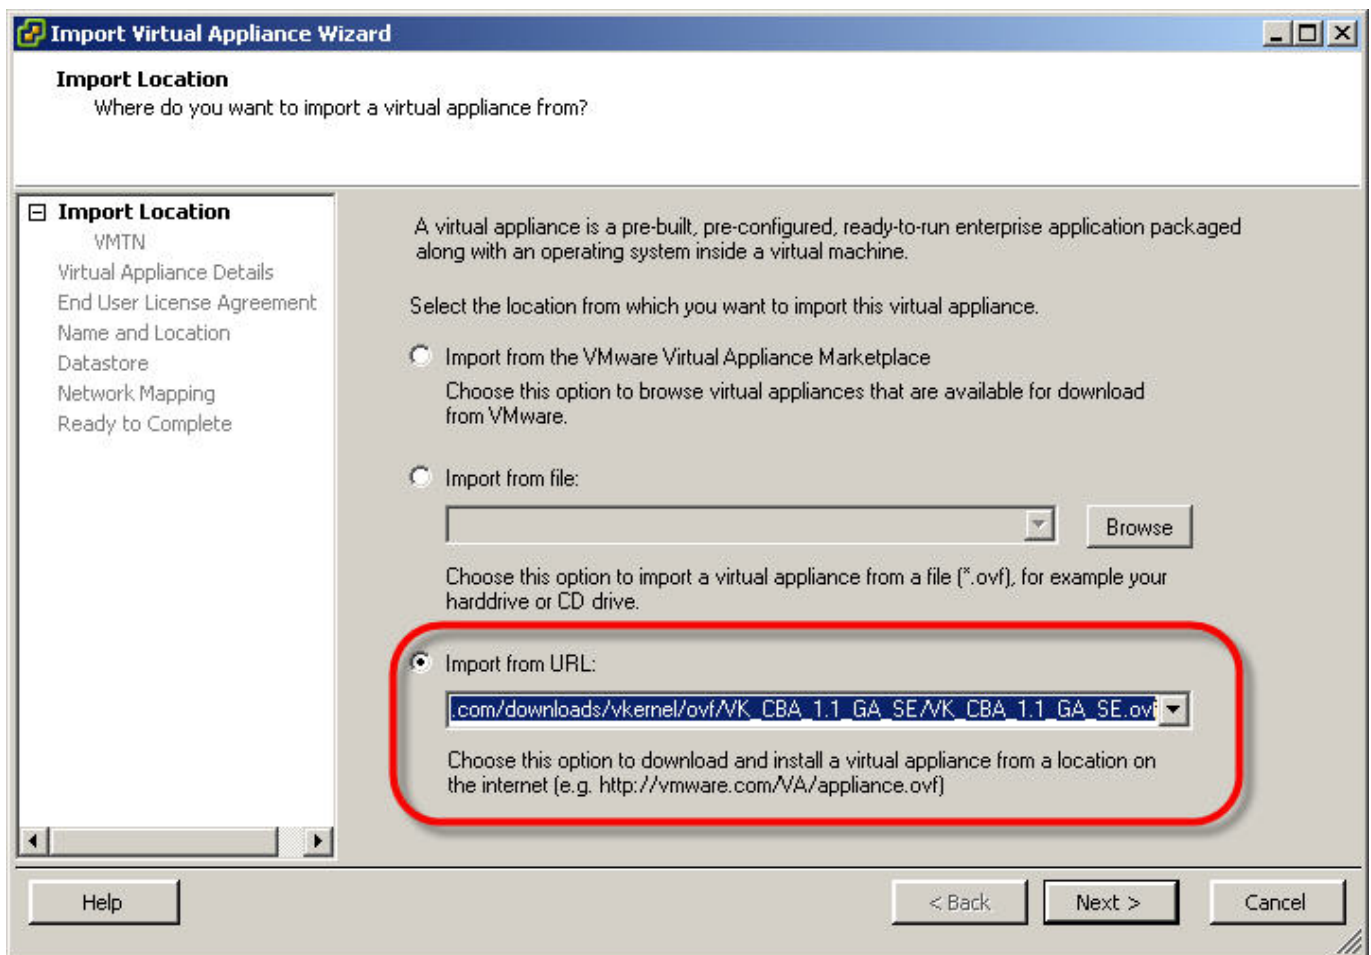 Import Virtual Appliance Wizard
Import Location
Where do you want to import a virtual appliance from?
Import Location
VMTN
Virtual Appliance Details
End User License Agreement
Name and Location
Datastore
Network Mapping
Ready to Complete
A virtual appliance is a pre-built, pre-configured, ready-to-run enterprise application packaged
along with an operating system inside a virtual machine.
Select the location from which you want to import this virtual appliance.
Import from the VMware Virtual Appliance Marketplace
Choose this option to browse virtual appliances that are available for download
from VMware.
Import from file:
Browse
Choose this option to import a virtual appliance from a file (*.ovf), for example your
harddrive or CD drive.
Import from URL:
.com/downloads/vkernel/ovf/VK_CBA_1.1_GA_SE/VK_CBA_1.1_GA_SE.ovf
Choose this option to download and install a virtual appliance from a location on
the internet (e.g. http://vmware.com/VA/appliance.ovf)
Help
< Back
Next >
Cancel